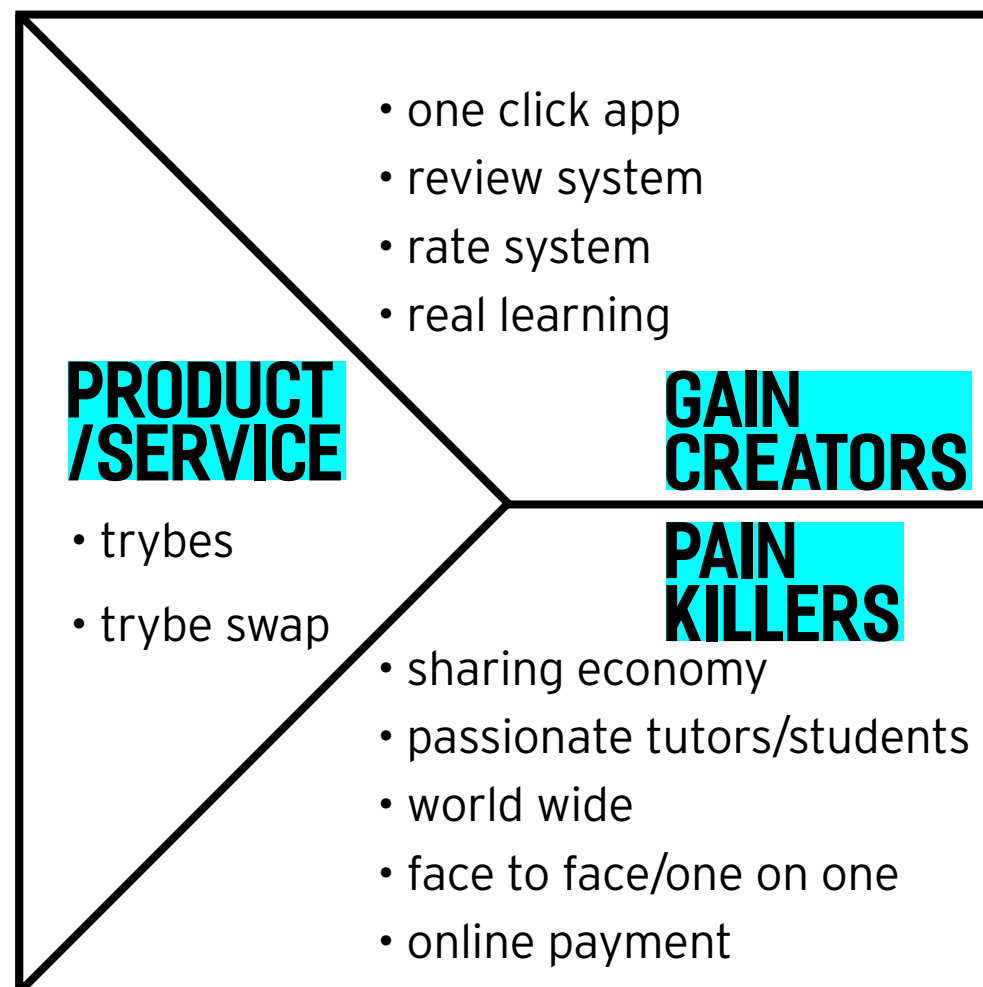 • one click app
• review system
• rate system
• real learning
PRODUCT
/SERVICE
• trybes
• trybe swap
GAIN
CREATORS
PAIN
KILLERS
• sharing economy
• passionate tutors/students
• world wide
• face to face/one on one
• online payment